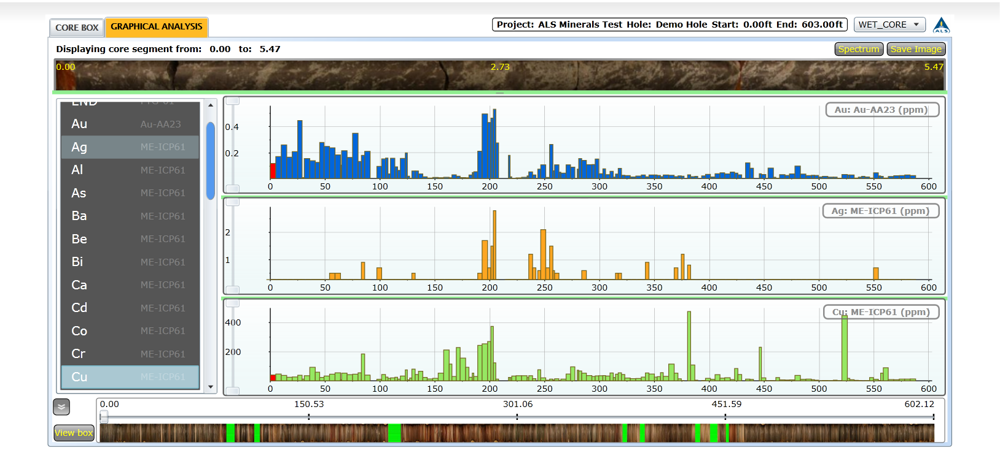 CORE BOX GRAPHICAL ANALYSIS Project: ALS Minerals Test Hole: Demo Hole Start: 0.00ft End: 603.00ft WET_CORE ALS
Displaying core segment from: 0.00 to: 5.47 Spectrum Save Image
0.00 2.73 5.47
END
Au Au-AA23
Ag ME-ICP61
Al ME-ICP61
As ME-ICP61
Ba ME-ICP61
Be ME-ICP61
Bi ME-ICP61
Ca ME-ICP61
Cd ME-ICP61
Co ME-ICP61
Cr ME-ICP61
Cu ME-ICP61
Au: Au-AA23 (ppm)
0.4
0.2
0 50 100 150 200 250 300 350 400 450 500 550 600
Ag: ME-ICP61 (ppm)
2
1
0 50 100 150 200 250 300 350 400 450 500 550 600
Cu: ME-ICP61 (ppm)
400
200
0 50 100 150 200 250 300 350 400 450 500 550 600
0.00 150.53 301.06 451.59 602.12
View box